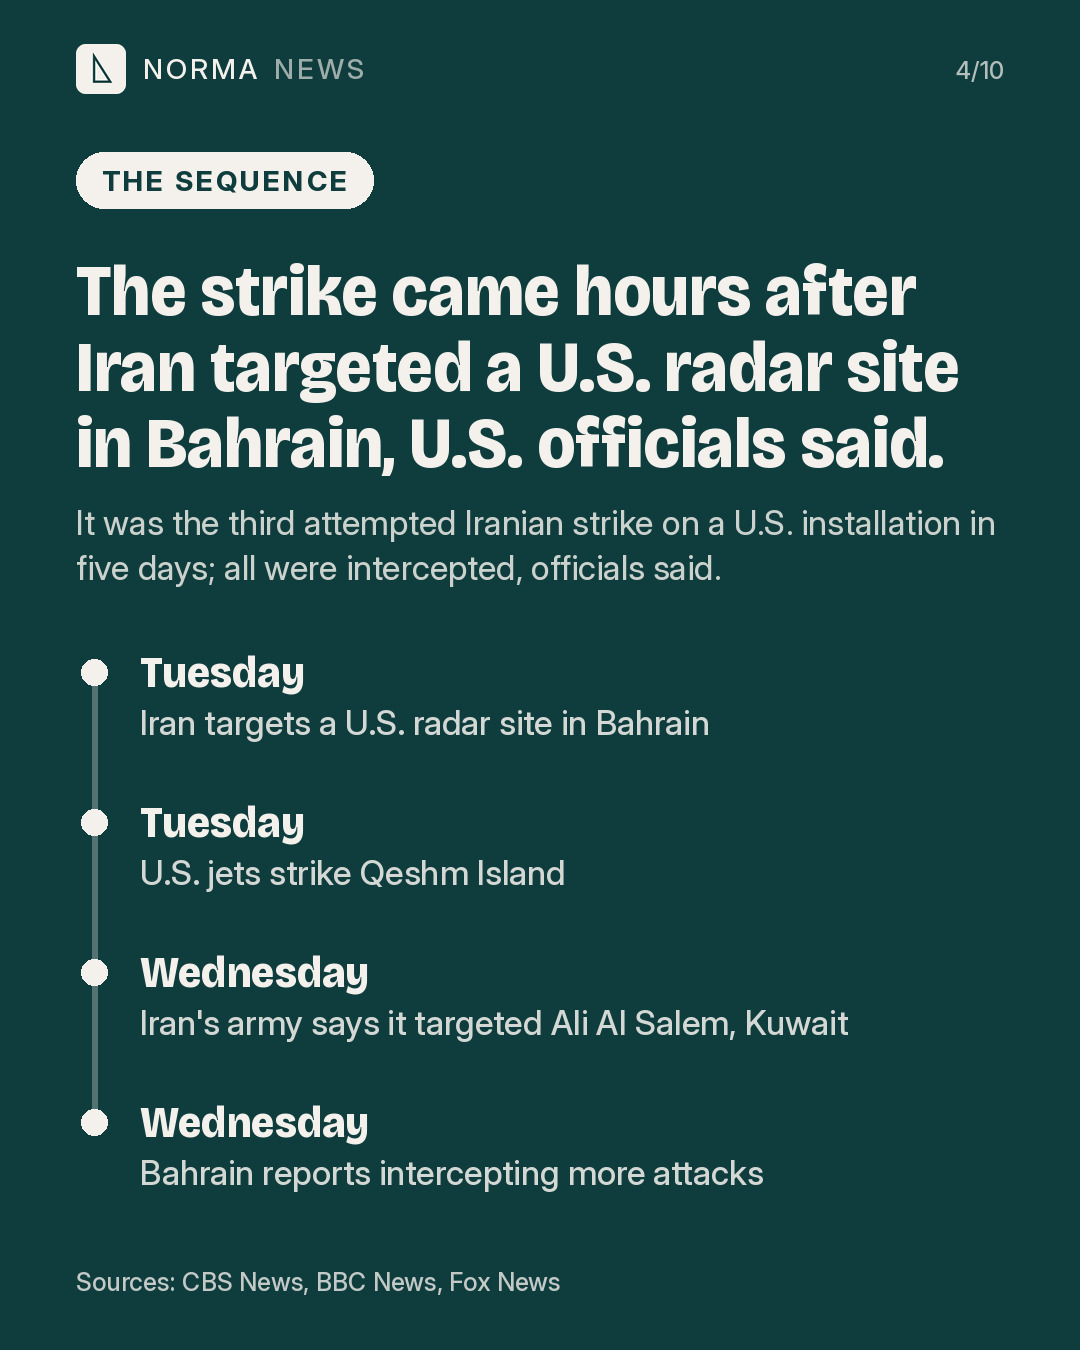 NORMA NEWS
4/10
THE SEQUENCE
The strike came hours after
Iran targeted a U.S. radar site
in Bahrain, U.S. officials said.
It was the third attempted Iranian strike on a U.S. installation in
five days; all were intercepted, officials said.
Tuesday
Iran targets a U.S. radar site in Bahrain
Tuesday
U.S. jets strike Qeshm Island
Wednesday
Iran's army says it targeted Ali Al Salem, Kuwait
Wednesday
Bahrain reports intercepting more attacks
Sources: CBS News, BBC News, Fox News